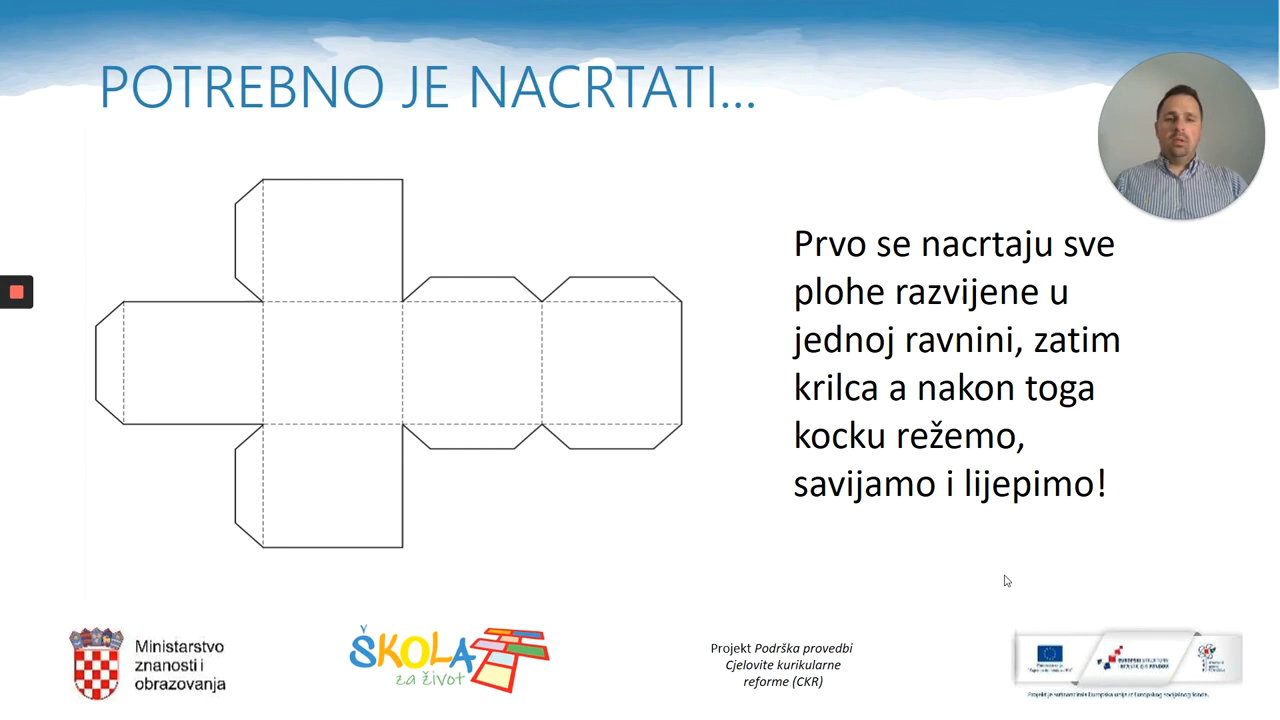 POTREBNO JE NACRTATI...
Prvo se nacrtaju sve
plohe razvijene u
jednoj ravnini, zatim
krilca a nakon toga
kocku režemo,
savijamo i lijepimo!
Ministarstvo
znanosti i
obrazovanja
ŠKOLA
za život
Projekt Podrška provedbi
Cjelovite kurikularne
reforme (CKR)